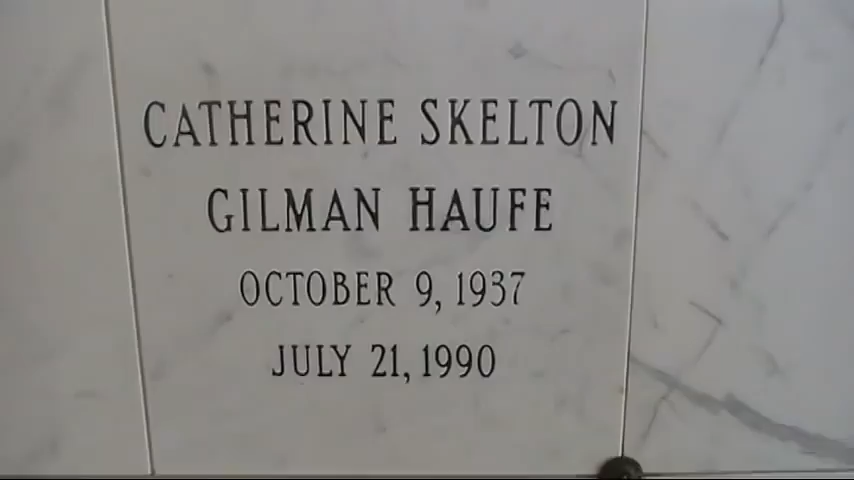 CATHERINE SKELTON
GILMAN HAUFE
OCTOBER 9, 1937
JULY 21, 1990